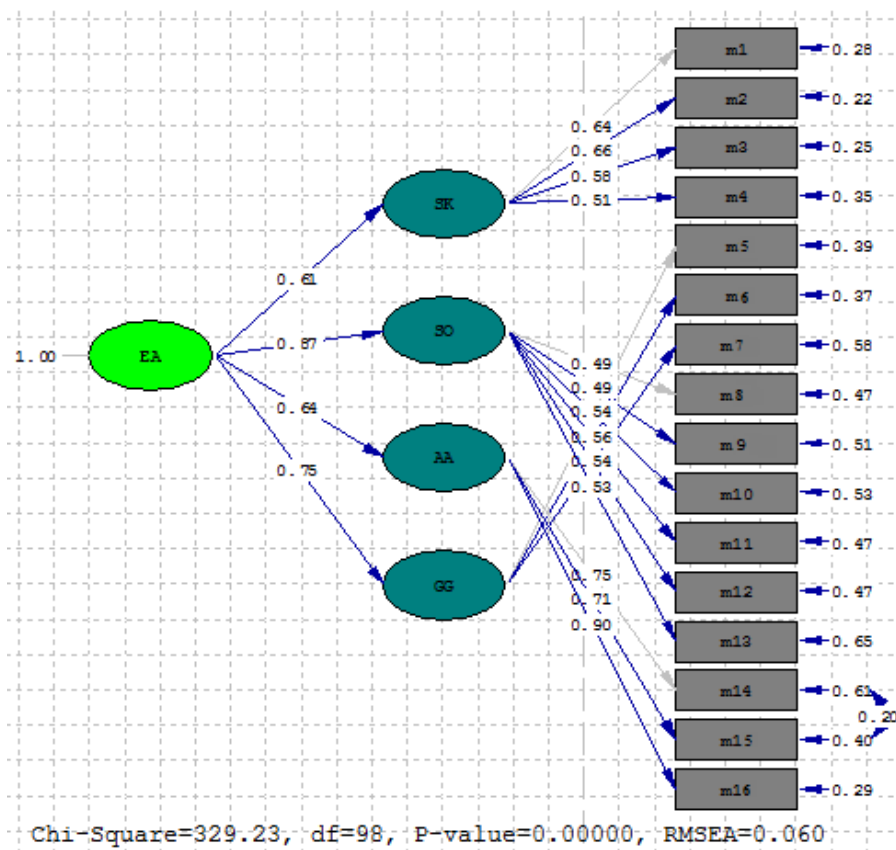 m1
0.28
m2
0.22
0.64
0.66
m3
0.25
0.58
0.51
m4
0.35
SK
m5
0.39
0.61
m6
0.37
SO
0.87
m7
0.58
1.00
EA
0.49
0.49
m8
0.47
0.64
0.54
0.56
m9
0.51
AA
0.54
0.75
0.53
m10
0.53
m11
0.47
GG
0.75
m12
0.47
0.71
0.90
m13
0.65
m14
0.61
0.20
m15
0.40
m16
0.29
Chi-Square=329.23, df=98, P-value=0.00000, RMSEA=0.060